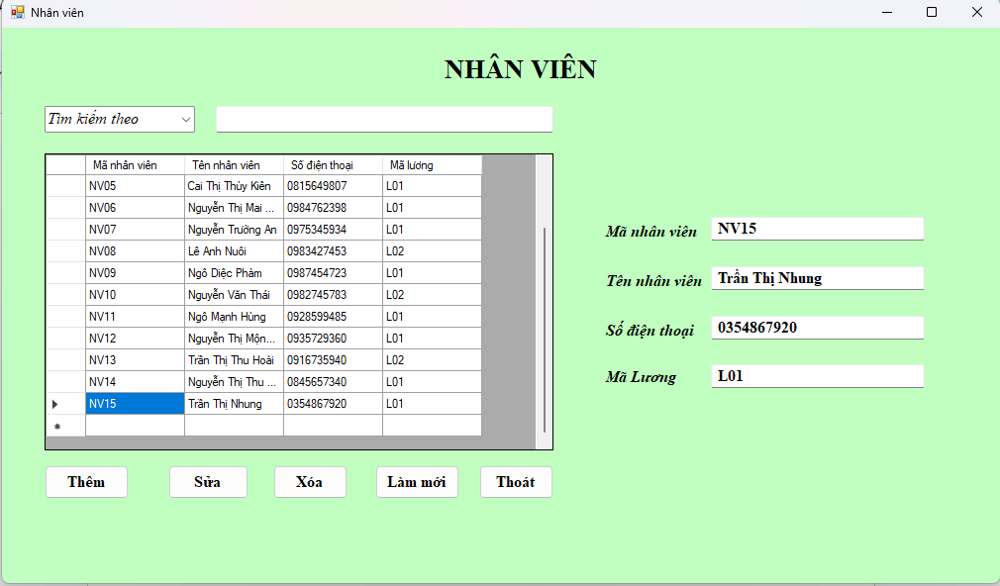 Nhân viên
NHÂN VIÊN
Tìm kiếm theo
Mã nhân viên Tên nhân viên Số điện thoại Mã lương
NV05 Cai Thị Thùy Kiên 0815649807 L01
NV06 Nguyễn Thị Mai ... 0984762398 L01
NV07 Nguyễn Trường An 0975345934 L01
NV08 Lê Anh Nuôi 0983427453 L02
NV09 Ngô Diệc Phàm 0987454723 L01
NV10 Nguyễn Văn Thái 0982745783 L02
NV11 Ngô Mạnh Hùng 0928599485 L01
NV12 Nguyễn Thị Mộn... 0935729360 L01
NV13 Trần Thị Thu Hoài 0916735940 L02
NV14 Nguyễn Thị Thu ... 0845657340 L01
NV15 Trần Thị Nhung 0354867920 L01
Mã nhân viên NV15
Tên nhân viên Trần Thị Nhung
Số điện thoại 0354867920
Mã Lương L01
Thêm Sửa Xóa Làm mới Thoát